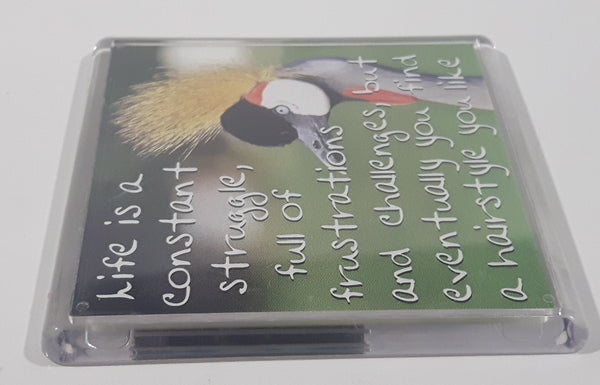 Life is a
constant
struggle,
full of
frustrations
and challenges, but
eventually you find
a hairstyle you like